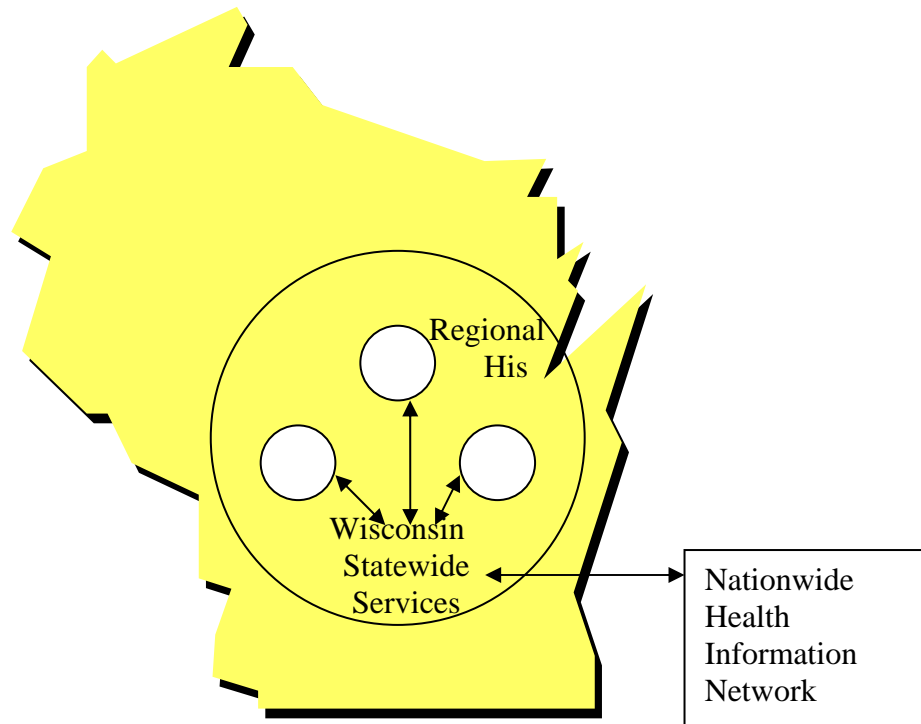 Regional
His
Wisconsin
Statewide
Services
Nationwide
Health
Information
Network